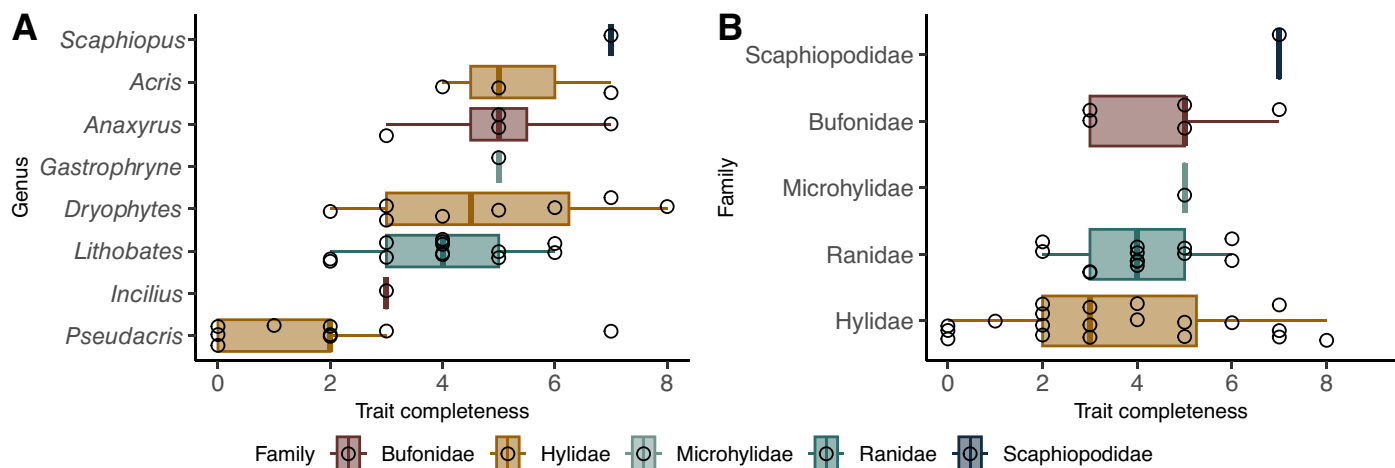 A
Genus
Scaphiopus
Acris
Anaxyrus
Gastrophryne
Dryophytes
Lithobates
Incilius
Pseudacris
0 2 4 6 8
Trait completeness
B
Family
Scaphiopodidae
Bufonidae
Microhylidae
Ranidae
Hylidae
0 2 4 6 8
Trait completeness
Family Bufonidae Hylidae Microhylidae Ranidae Scaphiopodidae